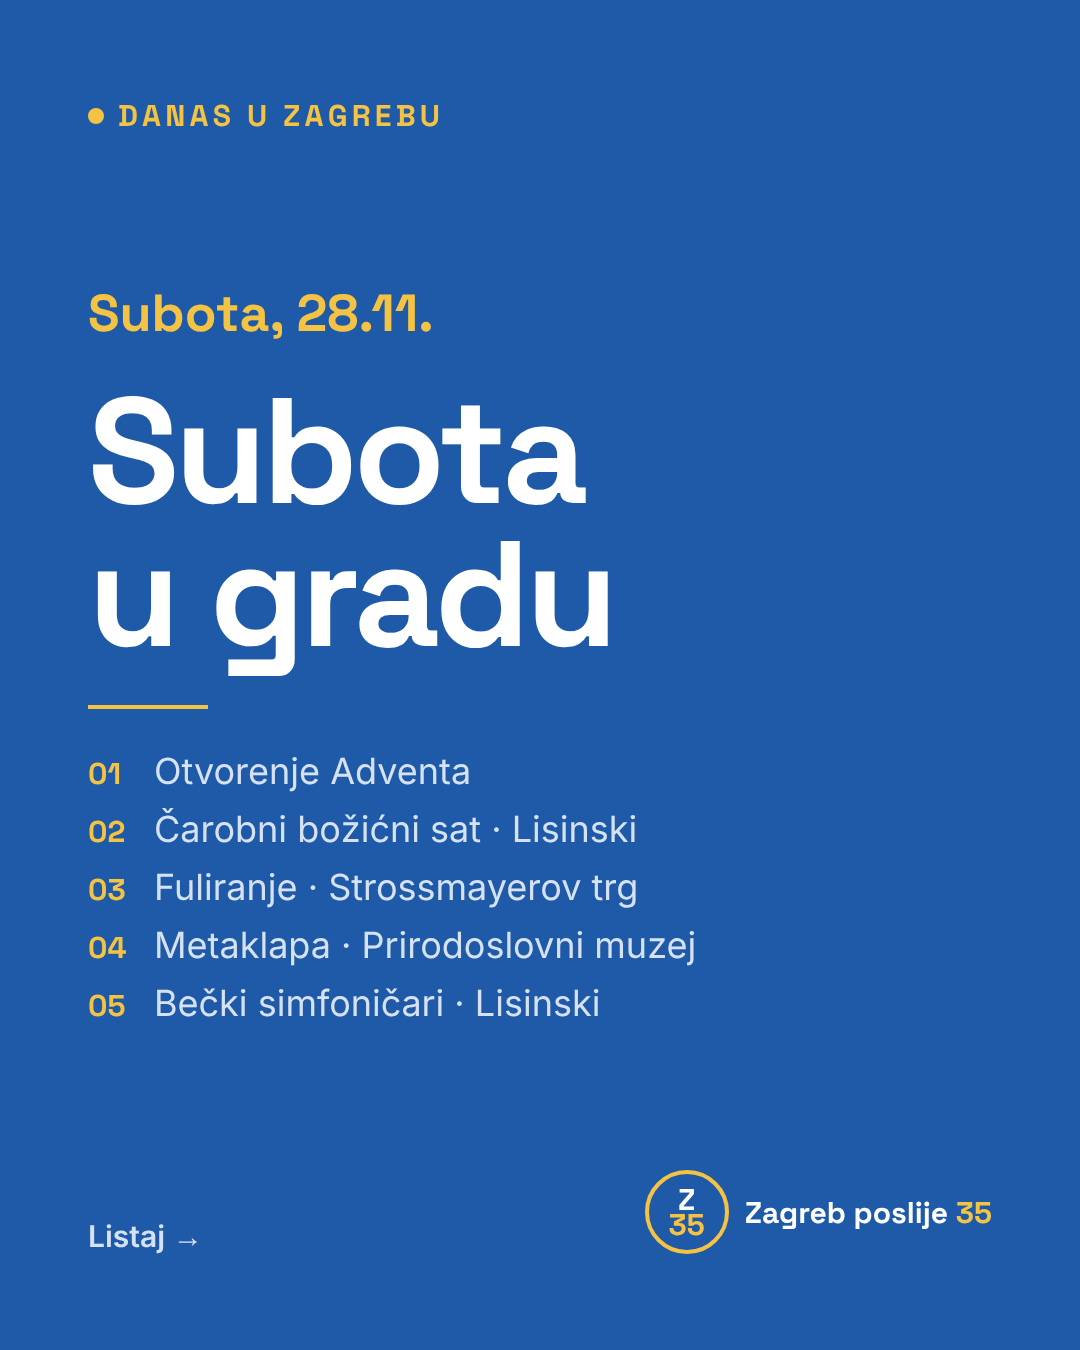 DANAS U ZAGREBU
Subota, 28.11.
Subota
u gradu
01 Otvorenje Adventa
02 Čarobni božićni sat · Lisinski
03 Fuliranje · Strossmayerov trg
04 Metaklapa · Prirodoslovni muzej
05 Bečki simfoničari · Lisinski
Listaj →
Z
35
Zagreb poslije 35